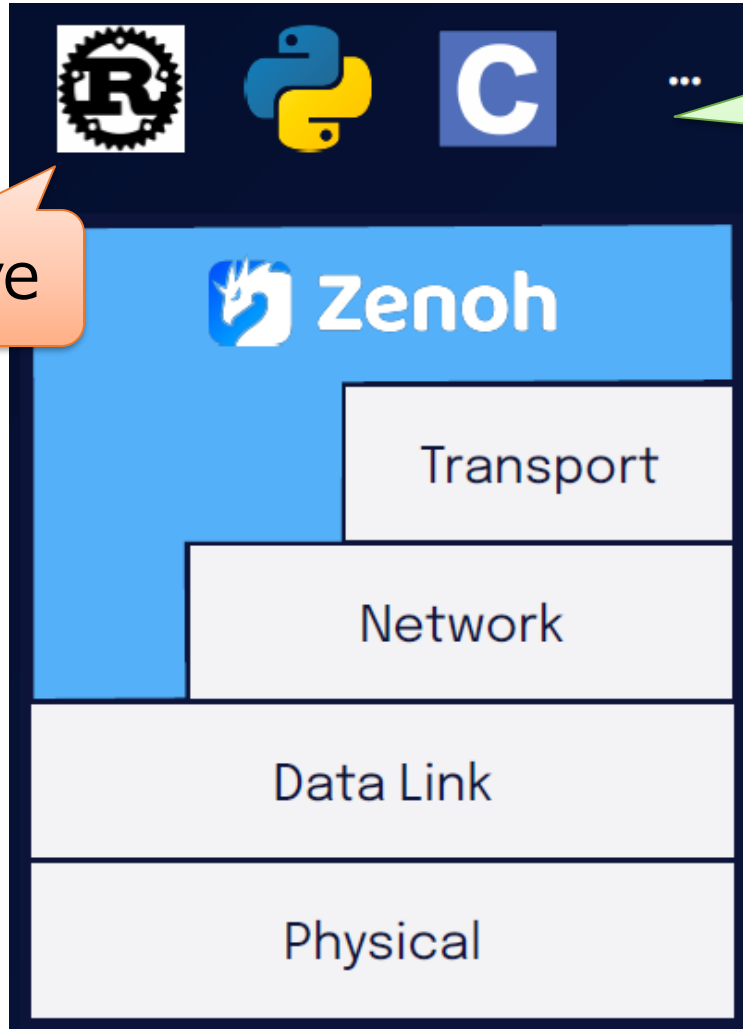 R
C
...
Zenoh
Transport
Network
Data Link
Physical